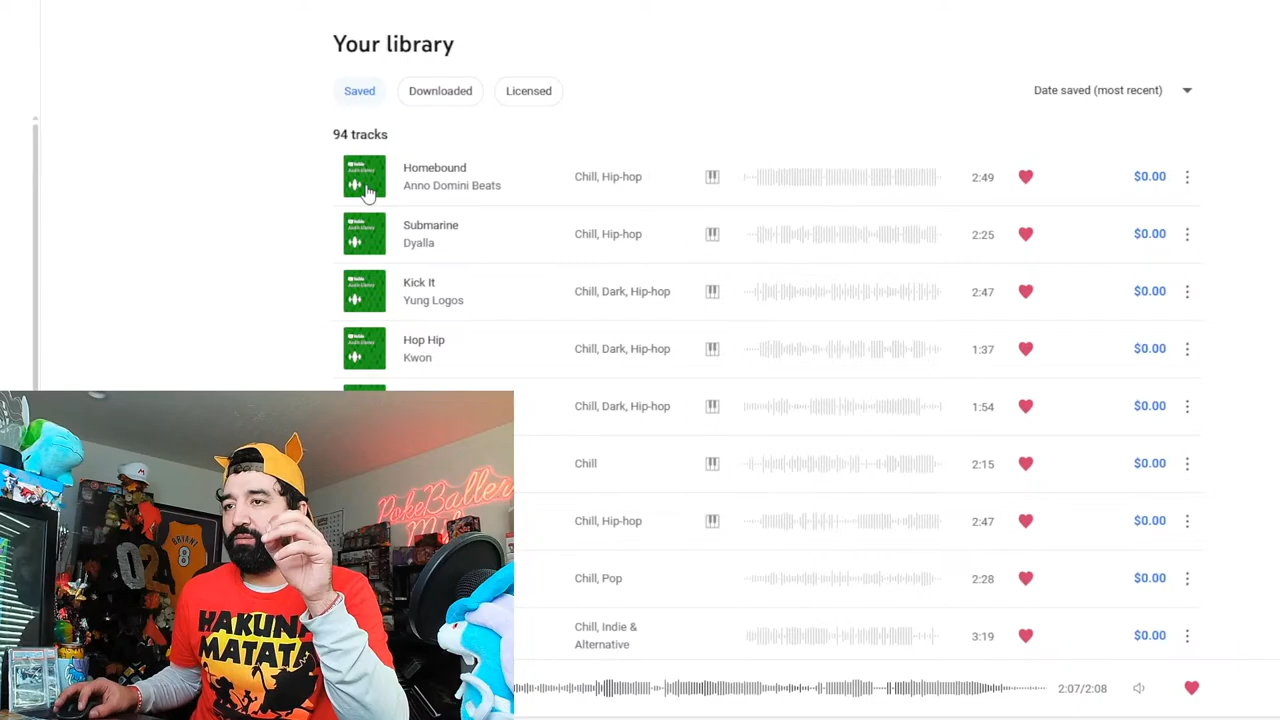 Your library
Saved
Downloaded
Licensed
Date saved (most recent)
94 tracks
Homebound
Anno Domini Beats
Chill, Hip-hop
2:49
$0.00
Submarine
Dyalla
Chill, Hip-hop
2:25
$0.00
Kick It
Yung Logos
Chill, Dark, Hip-hop
2:47
$0.00
Hop Hip
Kwon
Chill, Dark, Hip-hop
1:37
$0.00
Chill, Dark, Hip-hop
1:54
$0.00
Chill
2:15
$0.00
Chill, Hip-hop
2:47
$0.00
Chill, Pop
2:28
$0.00
Chill, Indie &
Alternative
3:19
$0.00
2:07/2:08
PokeBaller
BRYANT
8
02
HAKUNA
MATATA